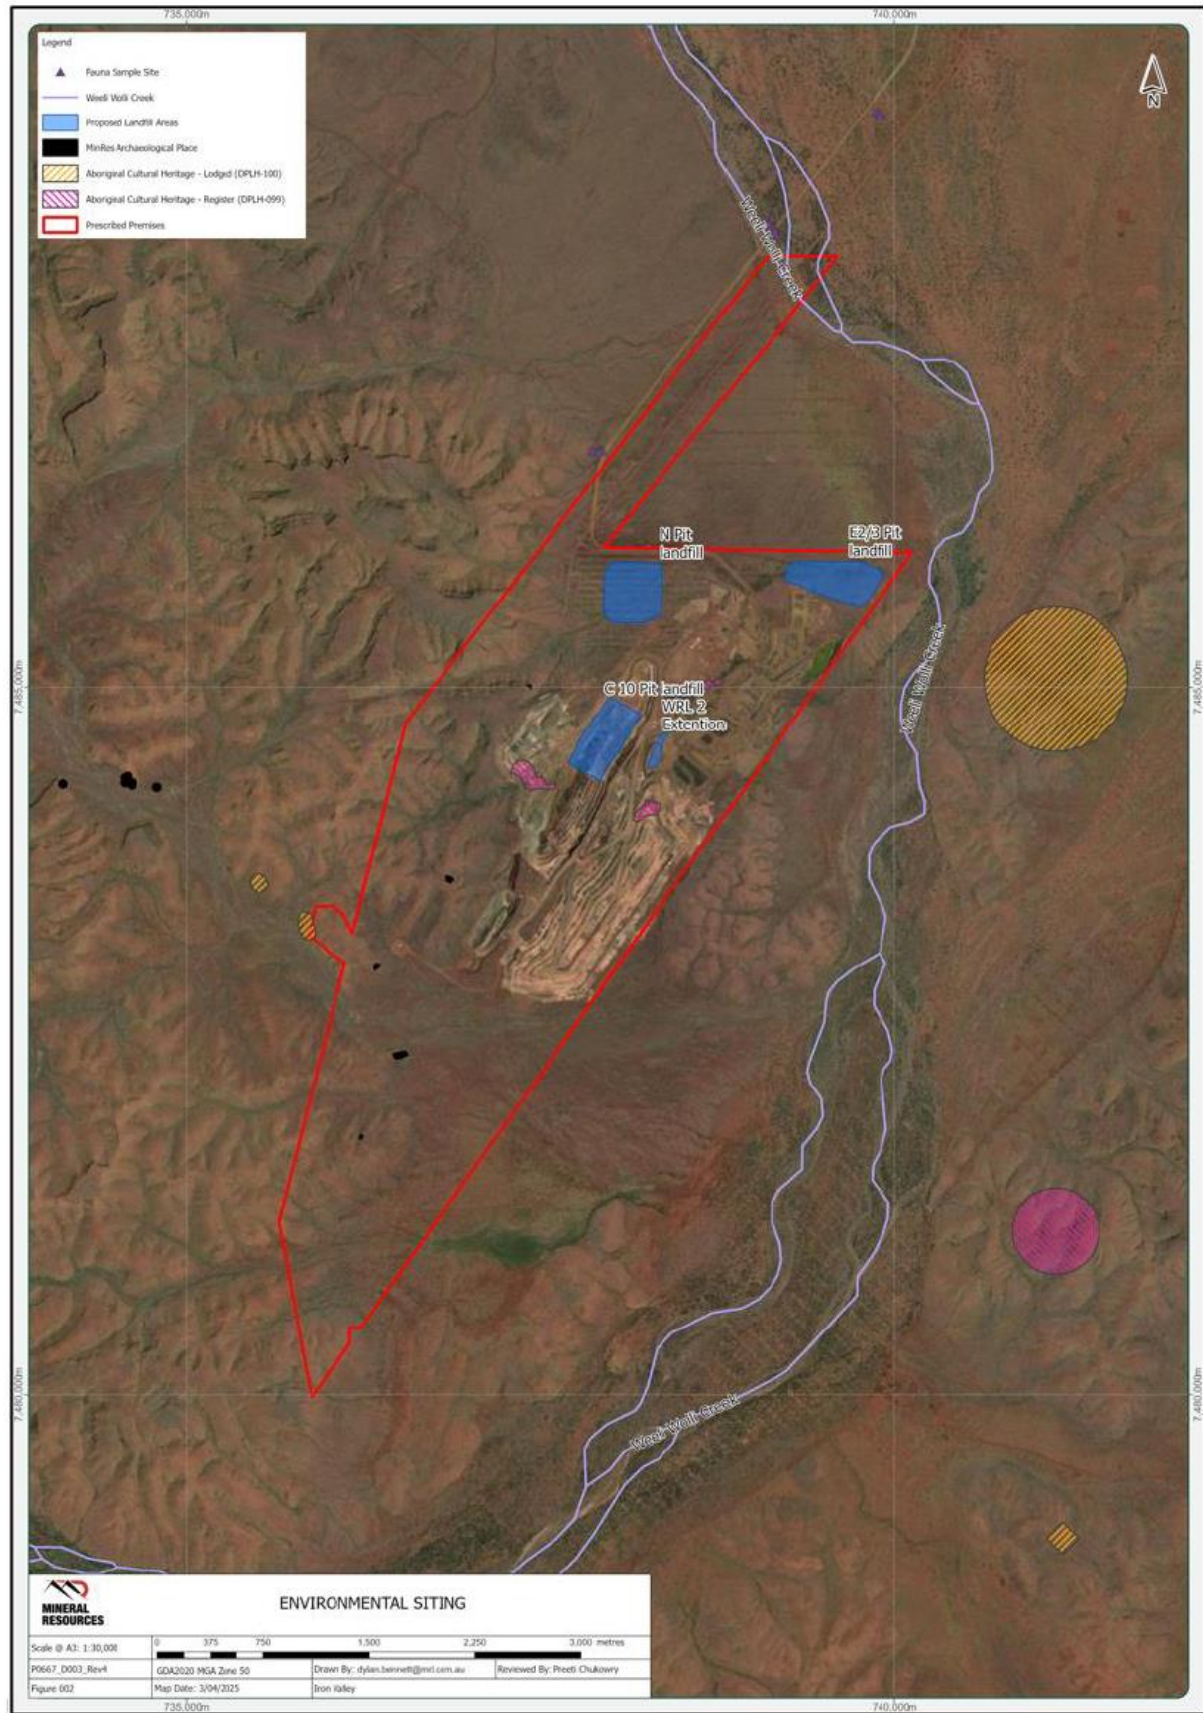 735,000m
740,000m
Legend
Fauna Sample Site
Weeli Wolli Creek
Proposed Landfill Areas
MinRes Archaeological Place
Aboriginal Cultural Heritage - Lodged (DPLH-100)
Aboriginal Cultural Heritage - Register (DPLH-099)
Prescribed Premises
N
Weeli Wolli Creek
N Pit
landfill
E2/3 Pit
landfill
Weeli Wolli Creek
7,485,000m
7,485,000m
C 10 Pit landfill
WRL 2
Extention
7,480,000m
7,480,000m
Weeli Wolli Creek
MINERAL
RESOURCES
ENVIRONMENTAL SITING
Scale @ A3: 1:30,000
0 375 750 1,500 2,250 3,000 metres
P0667_D003_Rev4
GDA2020 MGA Zone 50
Drawn By: dylan.bennett@mrl.com.au
Reviewed By: Preeti Chukowry
Figure 002
Map Date: 3/04/2025
Iron Valley
735,000m
740,000m